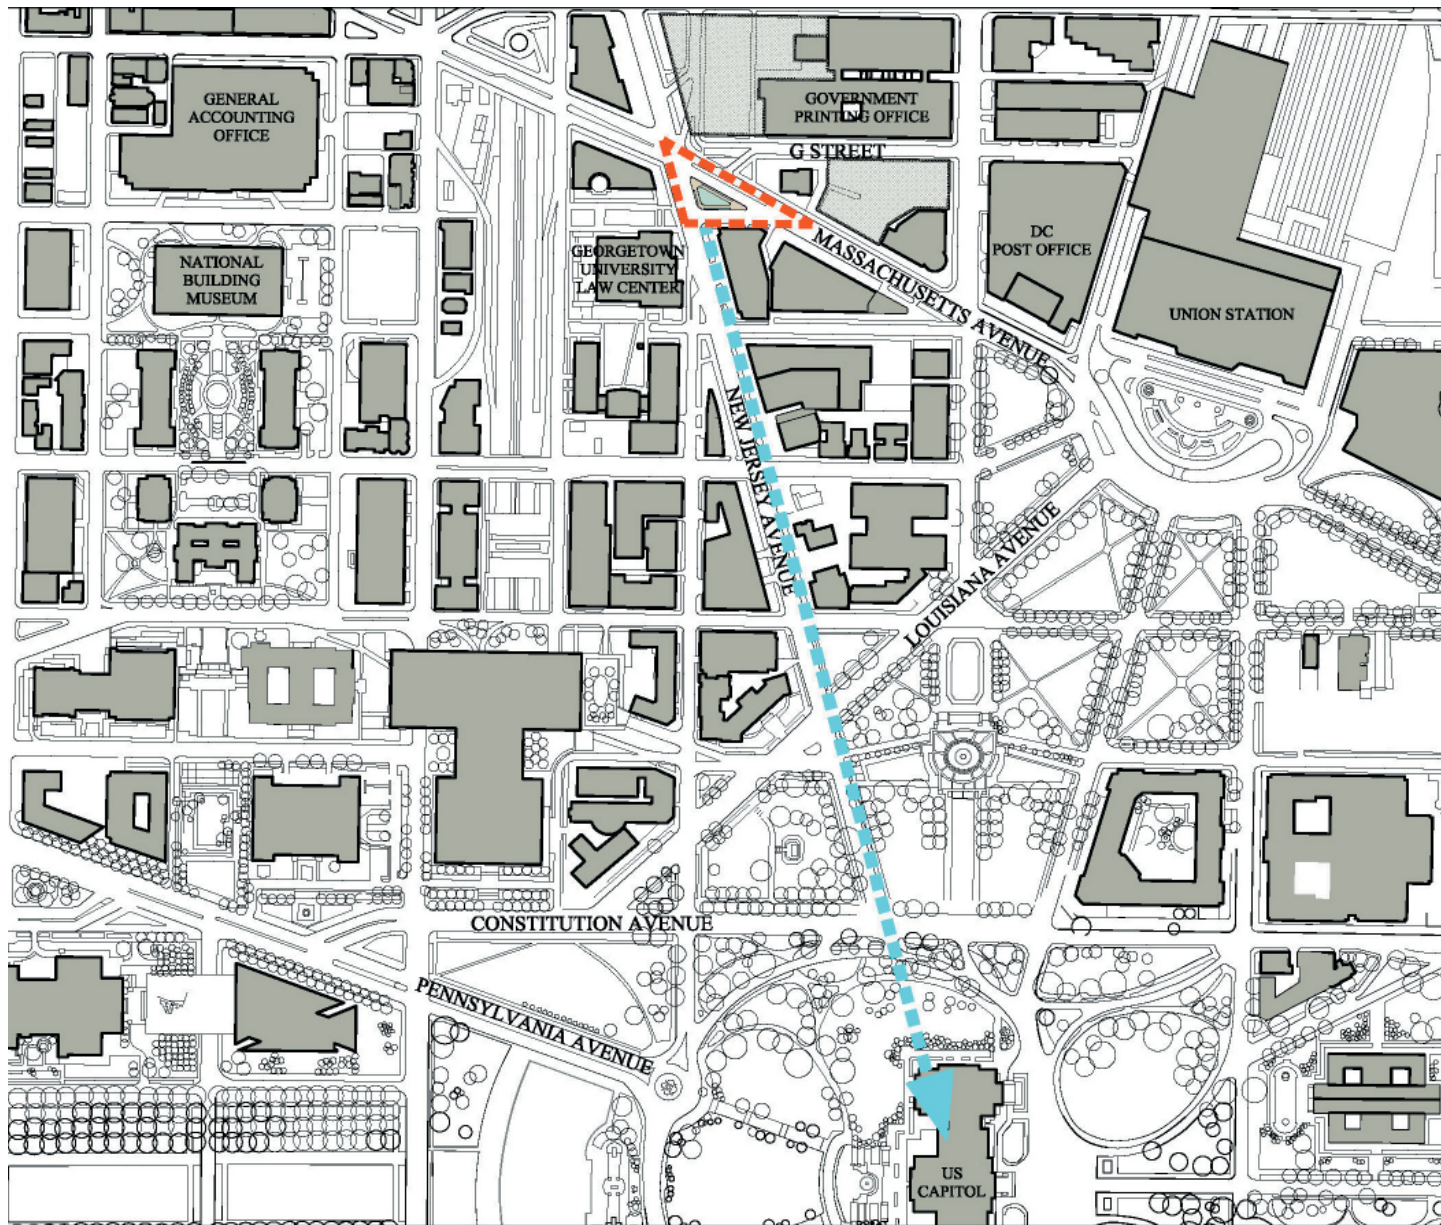 GENERAL
ACCOUNTING
OFFICE
GOVERNMENT
PRINTING OFFICE
G STREET
NATIONAL
BUILDING
MUSEUM
GEORGETOWN
UNIVERSITY
LAW CENTER
MASSACHUSETTS AVENUE
DC
POST OFFICE
UNION STATION
NEW JERSEY AVENUE
LOUISIANA AVENUE
CONSTITUTION AVENUE
PENNSYLVANIA AVENUE
US
CAPITOL